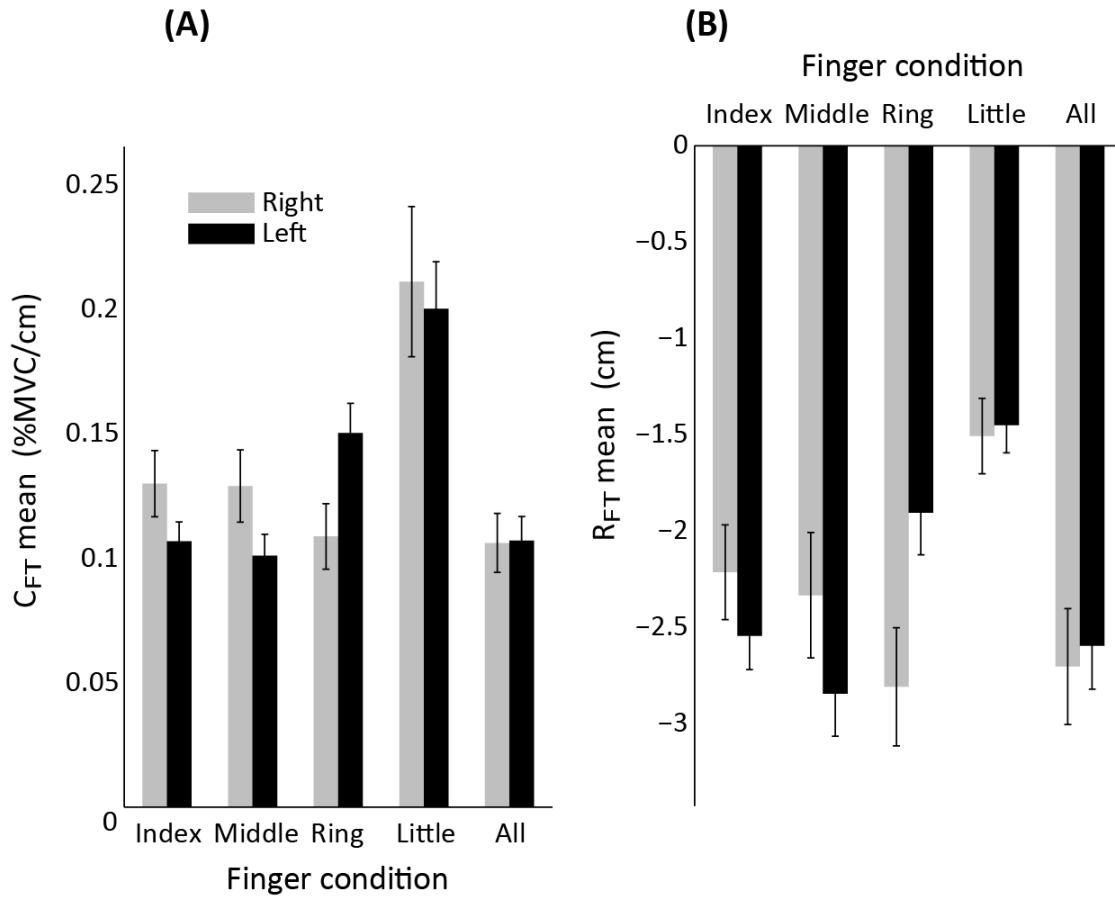 (A)
0.25
0.2
0.15
0.1
0.05
0
C_FT mean (%MVC/cm)
Right
Left
Index Middle Ring Little All
Finger condition
(B)
Finger condition
Index Middle Ring Little All
0
−0.5
−1
−1.5
−2
−2.5
−3
R_FT mean (cm)